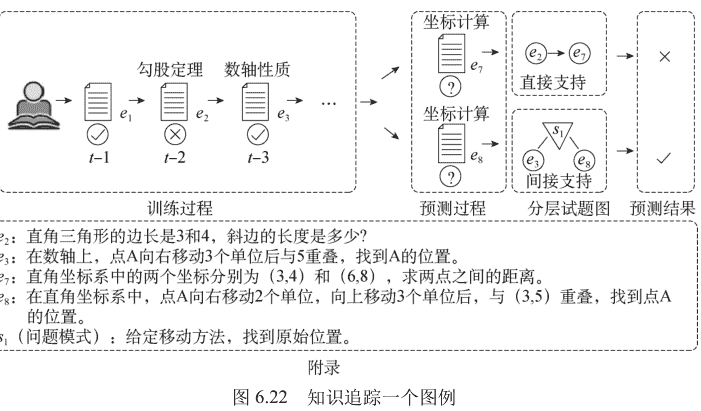 勾股定理
数轴性质
e1
e2
e3
...
t-1
t-2
t-3
训练过程
坐标计算
e7
?
坐标计算
e8
?
预测过程
e2
e7
直接支持
s1
e3
e8
间接支持
分层试题图
预测结果
e2：直角三角形的边长是3和4，斜边的长度是多少?
e3：在数轴上，点A向右移动3个单位后与5重叠，找到A的位置。
e7：直角坐标系中的两个坐标分别为（3,4）和（6,8），求两点之间的距离。
e8：在直角坐标系中，点A向右移动2个单位，向上移动3个单位后，与（3,5）重叠，找到点A
的位置。
s1（问题模式）：给定移动方法，找到原始位置。
附录
图 6.22 知识追踪一个图例